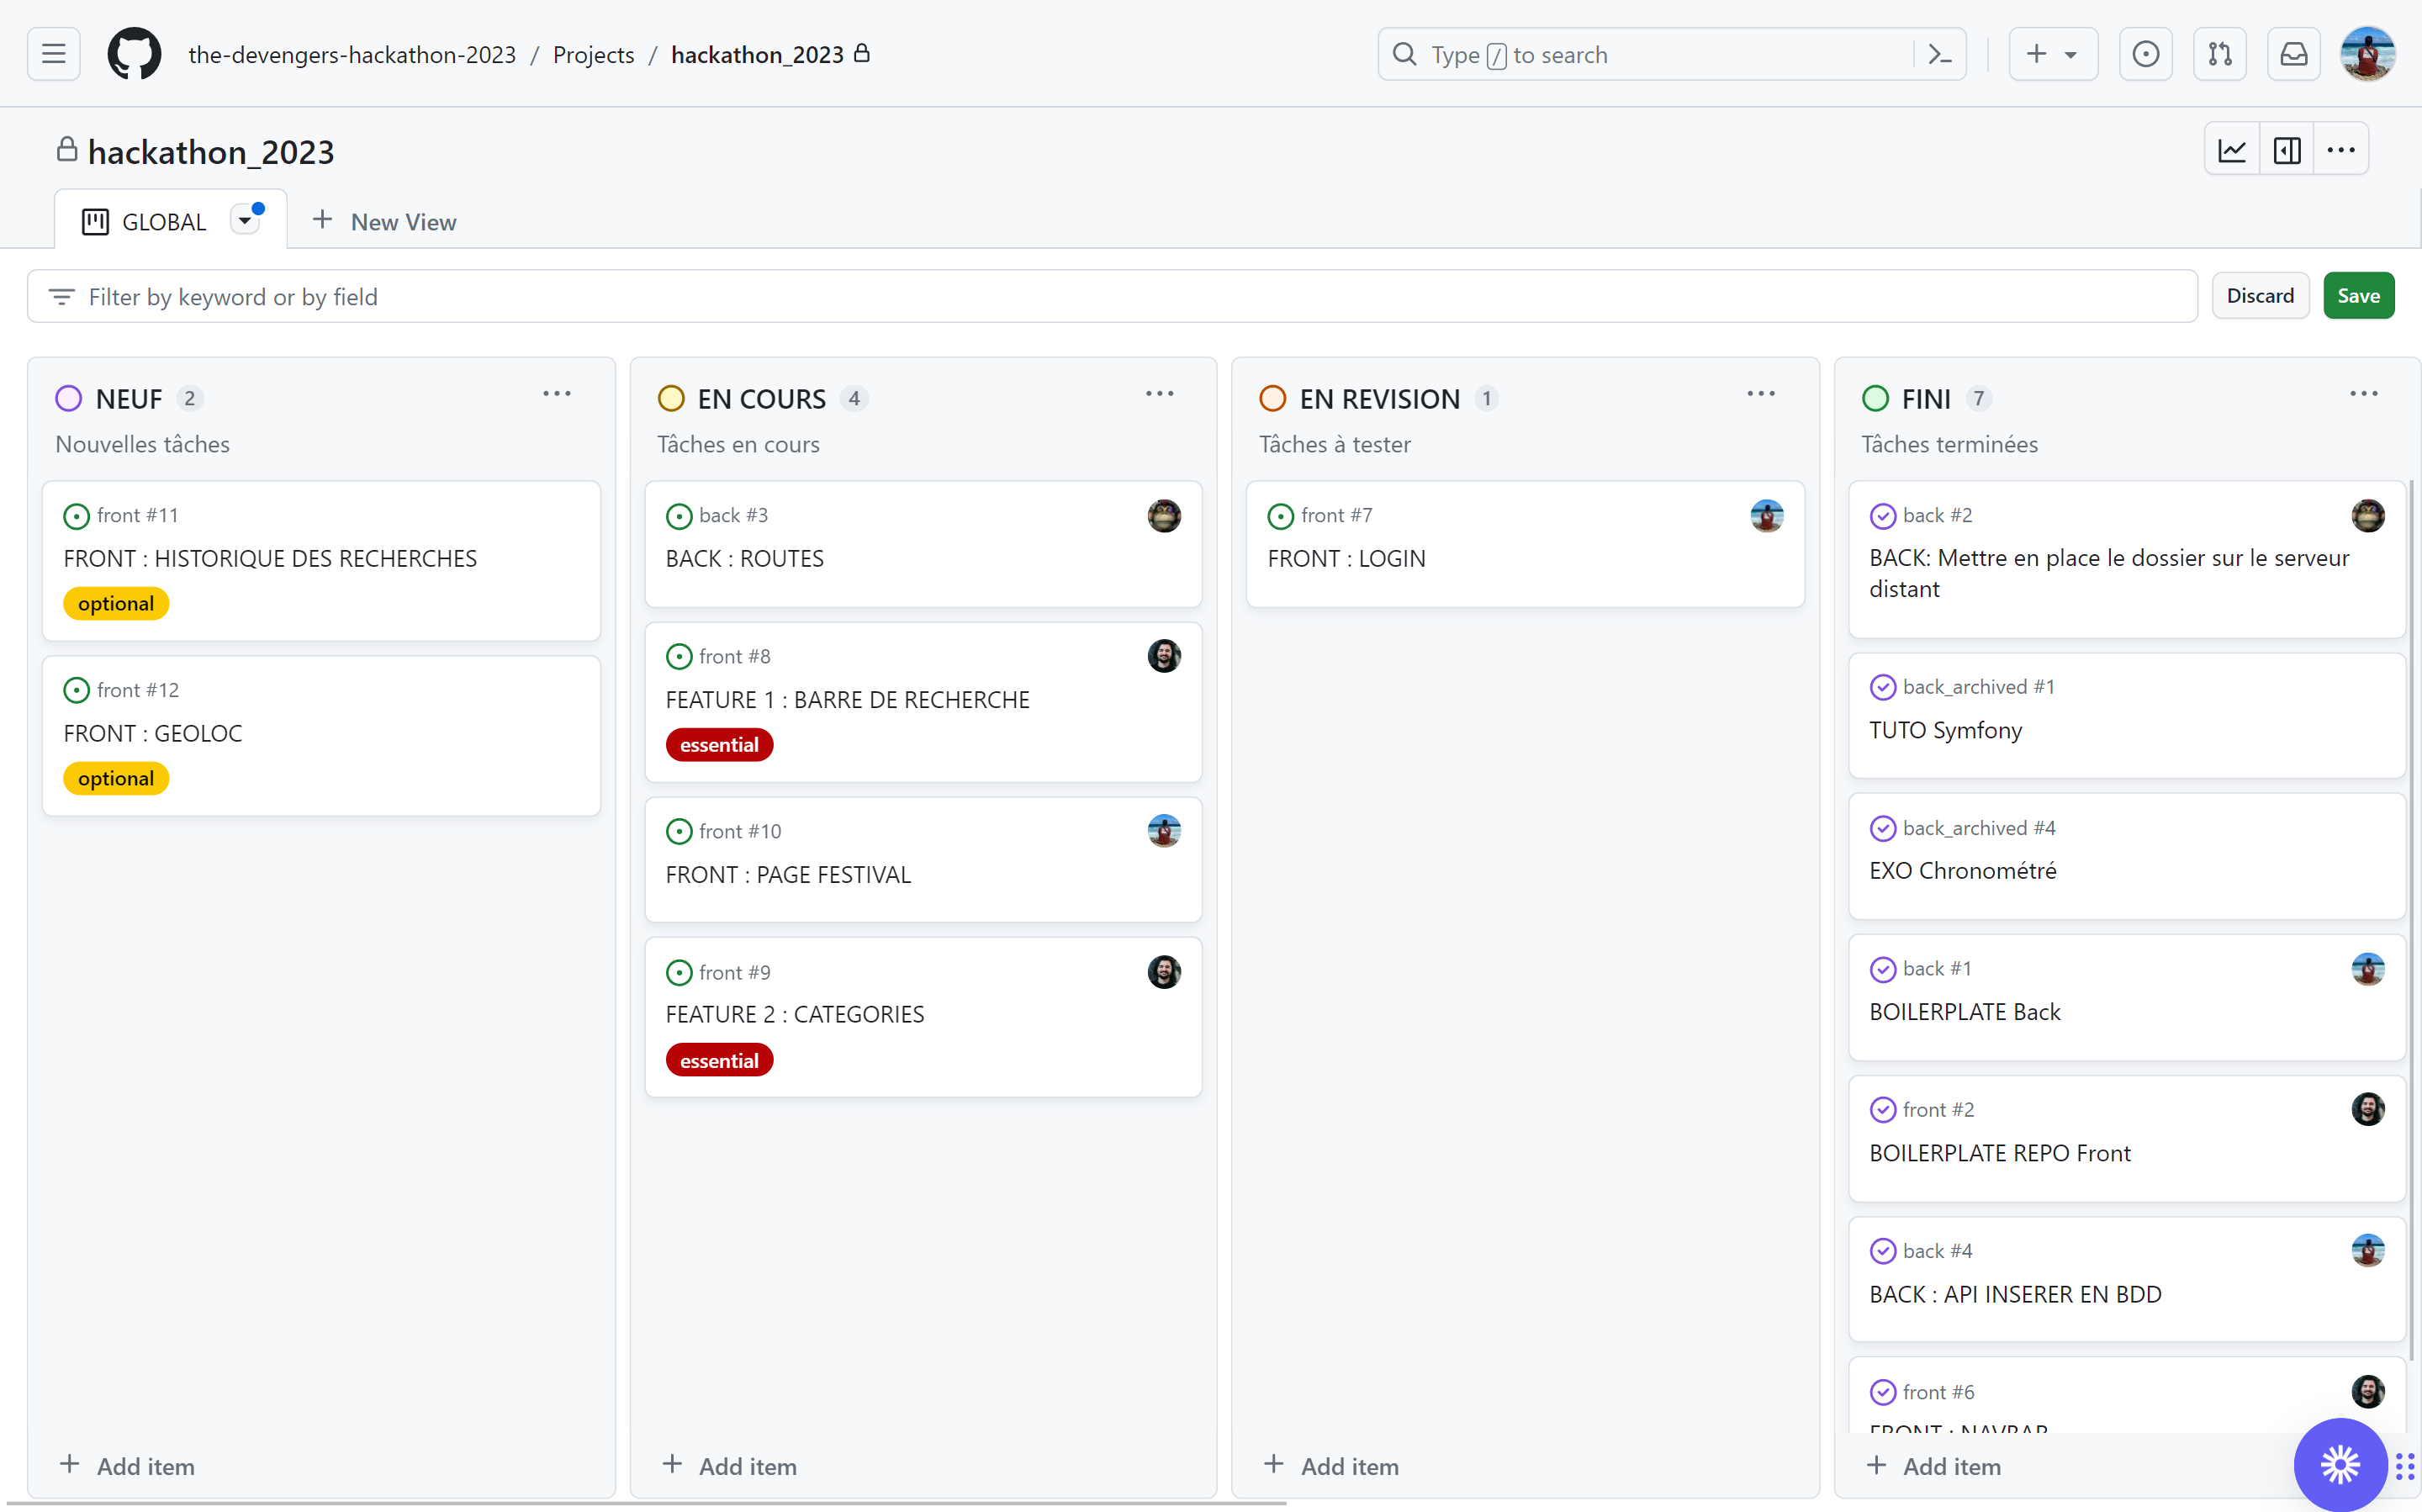 the-devengers-hackathon-2023 / Projects / hackathon_2023
Type / to search
hackathon_2023
GLOBAL
New View
Filter by keyword or by field
Discard
Save
NEUF 2
Nouvelles tâches
front #11
FRONT : HISTORIQUE DES RECHERCHES
optional
front #12
FRONT : GEOLOC
optional
Add item
EN COURS 4
Tâches en cours
back #3
BACK : ROUTES
front #8
FEATURE 1 : BARRE DE RECHERCHE
essential
front #10
FRONT : PAGE FESTIVAL
front #9
FEATURE 2 : CATEGORIES
essential
Add item
EN REVISION 1
Tâches à tester
front #7
FRONT : LOGIN
Add item
FINI 7
Tâches terminées
back #2
BACK: Mettre en place le dossier sur le serveur
distant
back_archived #1
TUTO Symfony
back_archived #4
EXO Chronométré
back #1
BOILERPLATE Back
front #2
BOILERPLATE REPO Front
back #4
BACK : API INSERER EN BDD
front #6
FRONT : NAVBAR
Add item